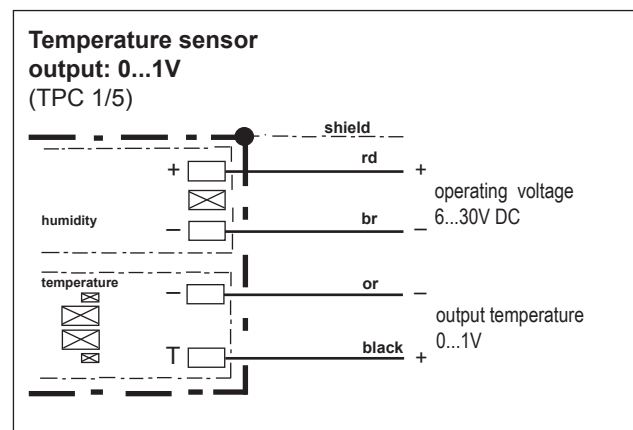 Temperature sensor
output: 0...1V
(TPC 1/5)
shield
rd
+ +
operating voltage
6...30V DC
humidity
br
– –
temperature
or
– –
output temperature
0...1V
black
T +